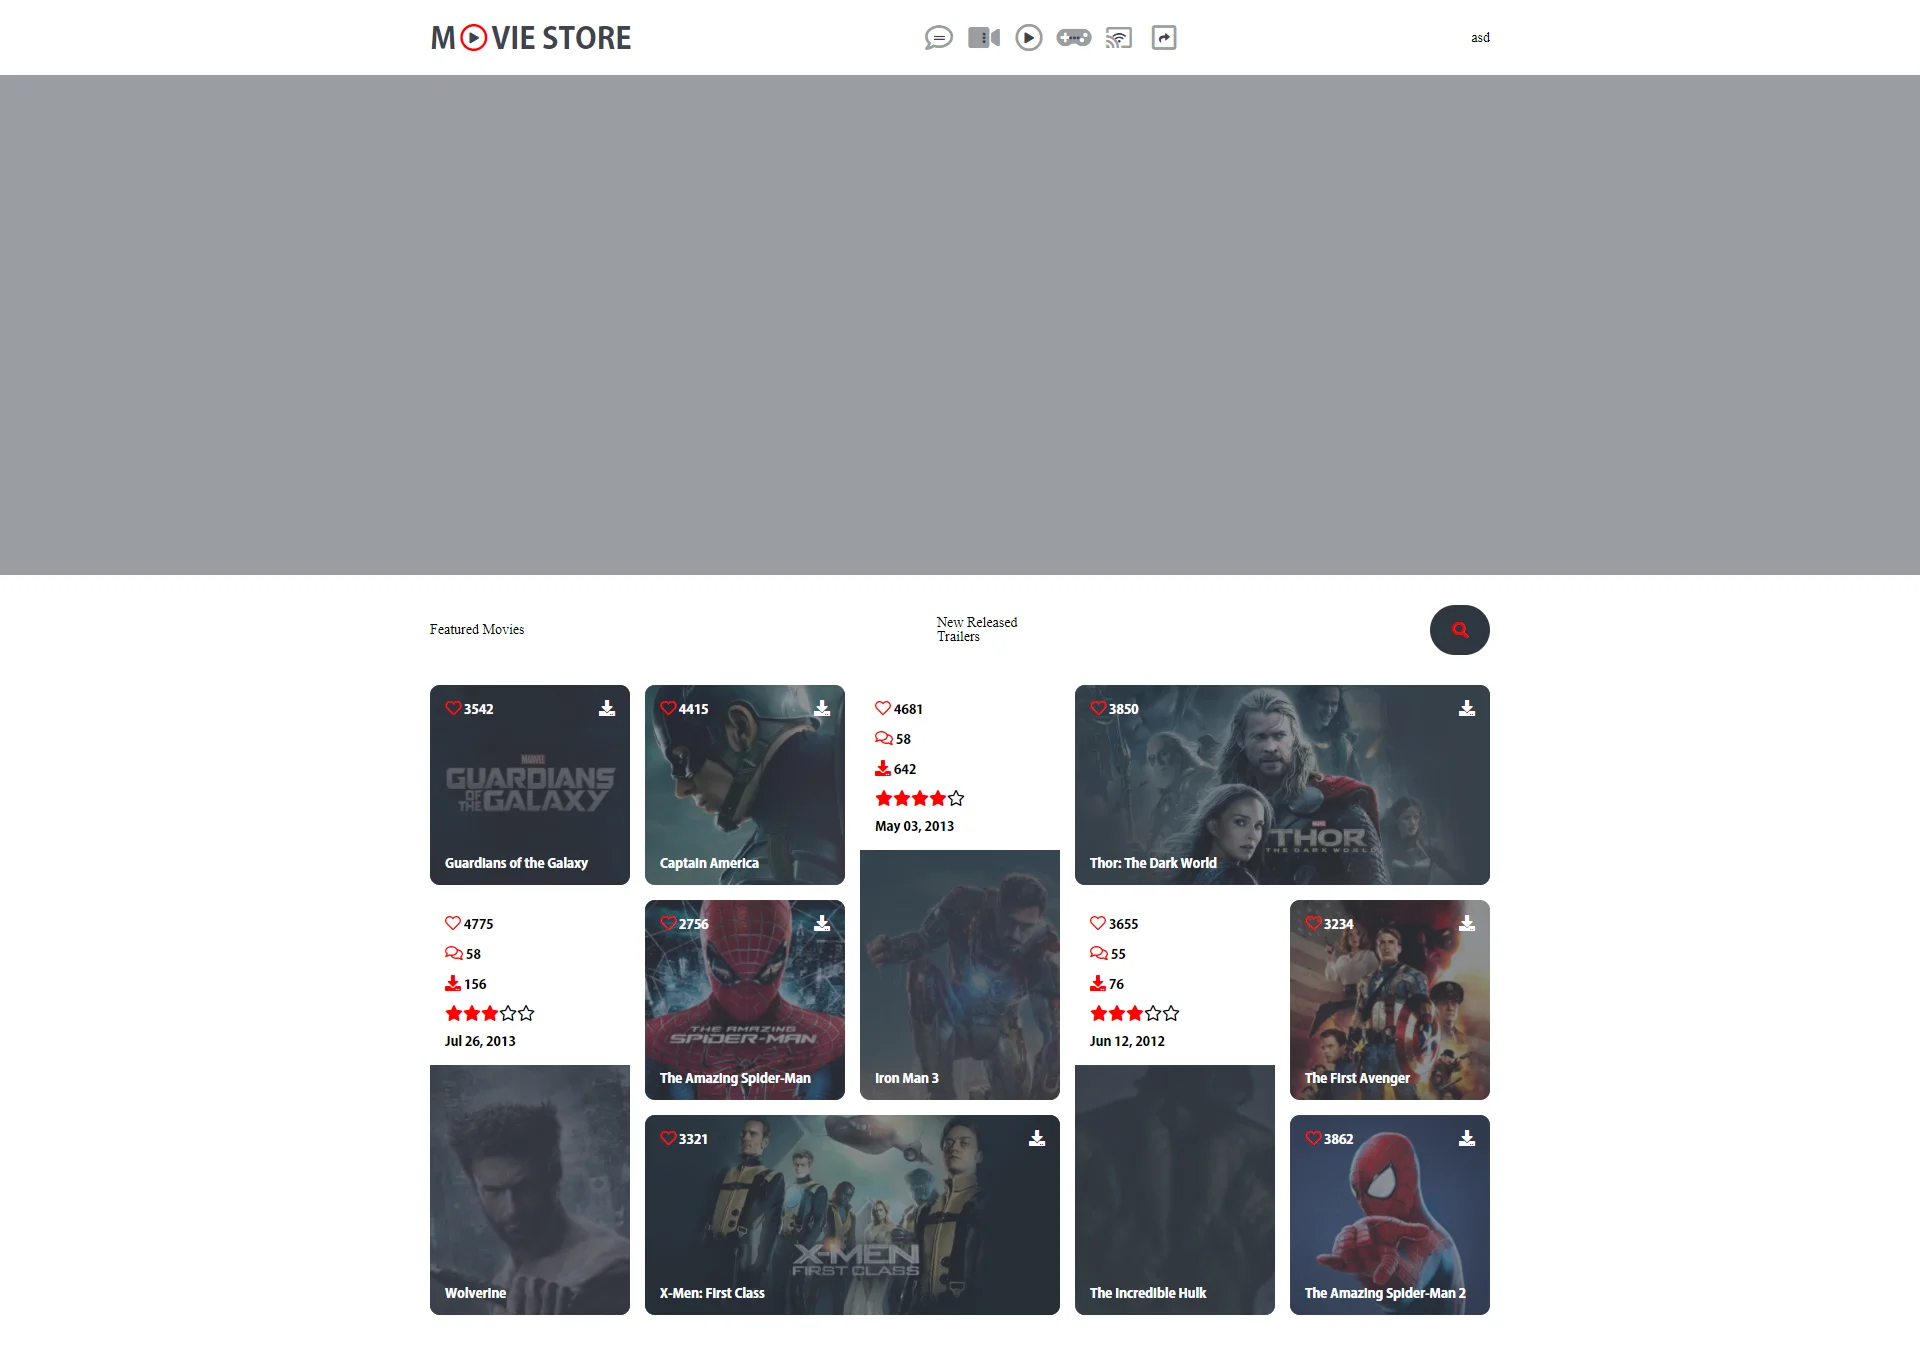 MOVIE STORE
asd
Featured Movies
New Released
Trailers
3542
MARVEL
GUARDIANS
OF THE GALAXY
Guardians of the Galaxy
4415
Captain America
4681
58
642
May 03, 2013
Iron Man 3
3850
MARVEL
THOR
THE DARK WORLD
Thor: The Dark World
4775
58
156
Jul 26, 2013
Wolverine
2756
THE AMAZING
SPIDER-MAN
The Amazing Spider-Man
3655
55
76
Jun 12, 2012
The Incredible Hulk
3234
The First Avenger
3321
X-MEN
FIRST CLASS
X-Men: First Class
3862
The Amazing Spider-Man 2